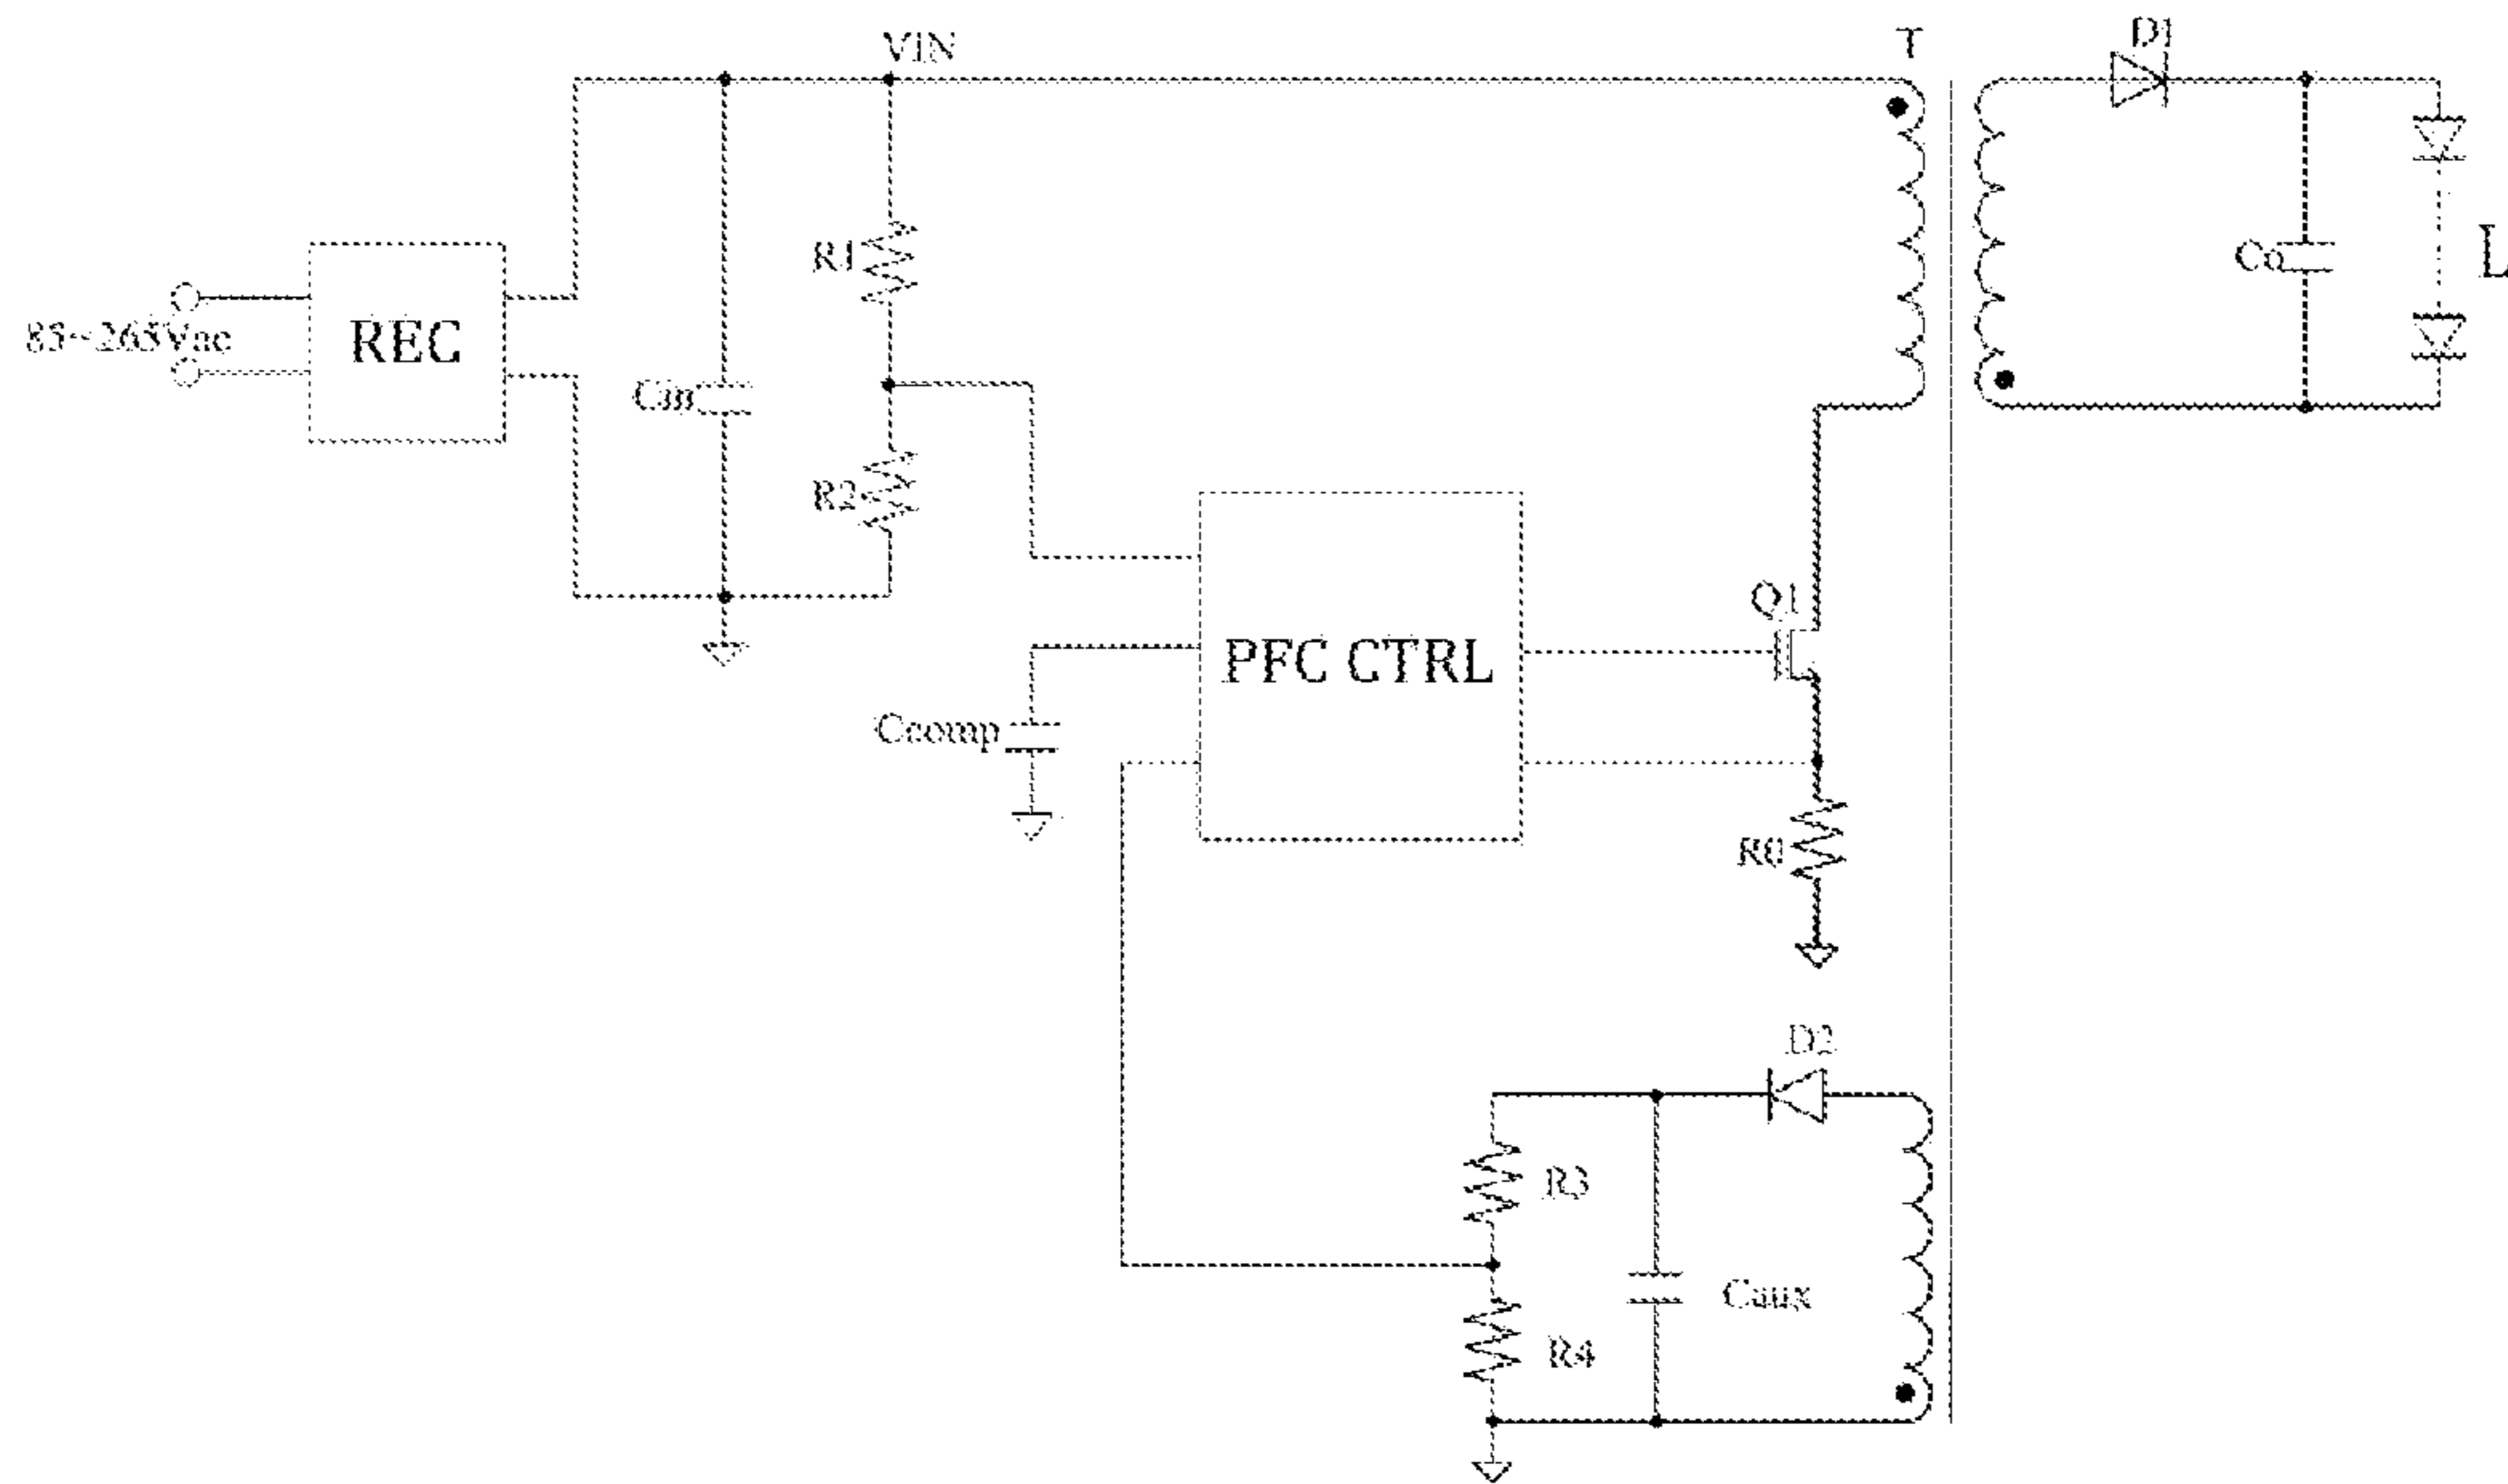 VIN
T
D1
R1
Co
L
85~265Vac
REC
Cin
R2
Q1
PFC CTRL
Ccomp
R0
D2
R3
Caux
R4